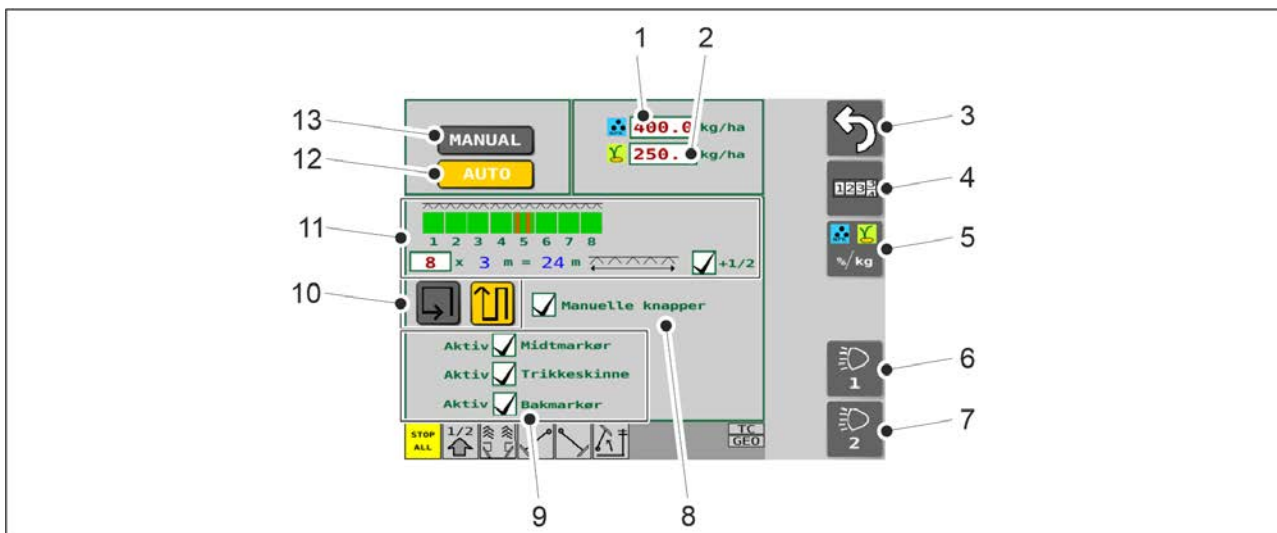 1 2
13 MANUAL 400.0 kg/ha 3
12 AUTO 250. kg/ha
123 4
11 1 2 3 4 5 6 7 8 %/kg 5
8 x 3 m = 24 m +1/2
10 Manuelle knapper
Aktiv Midtmarkør 1 6
Aktiv Trikkeskinne
Aktiv Bakmarkør 2 7
STOP ALL 1/2 TC GEO
9 8